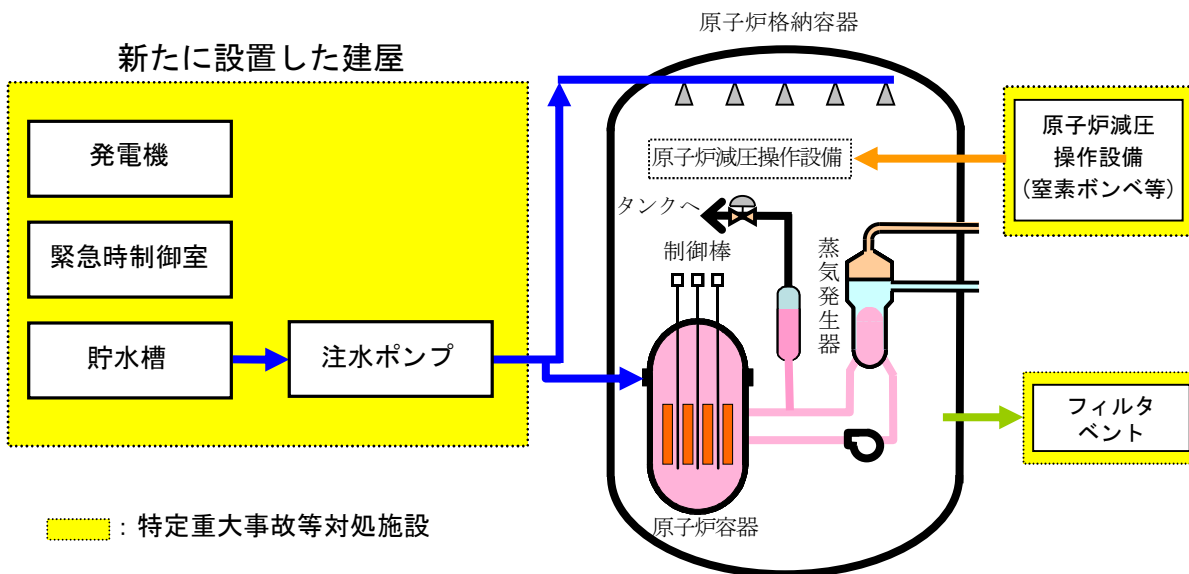 原子炉格納容器
新たに設置した建屋
発電機
緊急時制御室
貯水槽
注水ポンプ
原子炉減圧操作設備
タンクへ
制御棒
蒸気発生器
原子炉容器
原子炉減圧
操作設備
(窒素ボンベ等)
フィルタ
ベント
：特定重大事故等対処施設